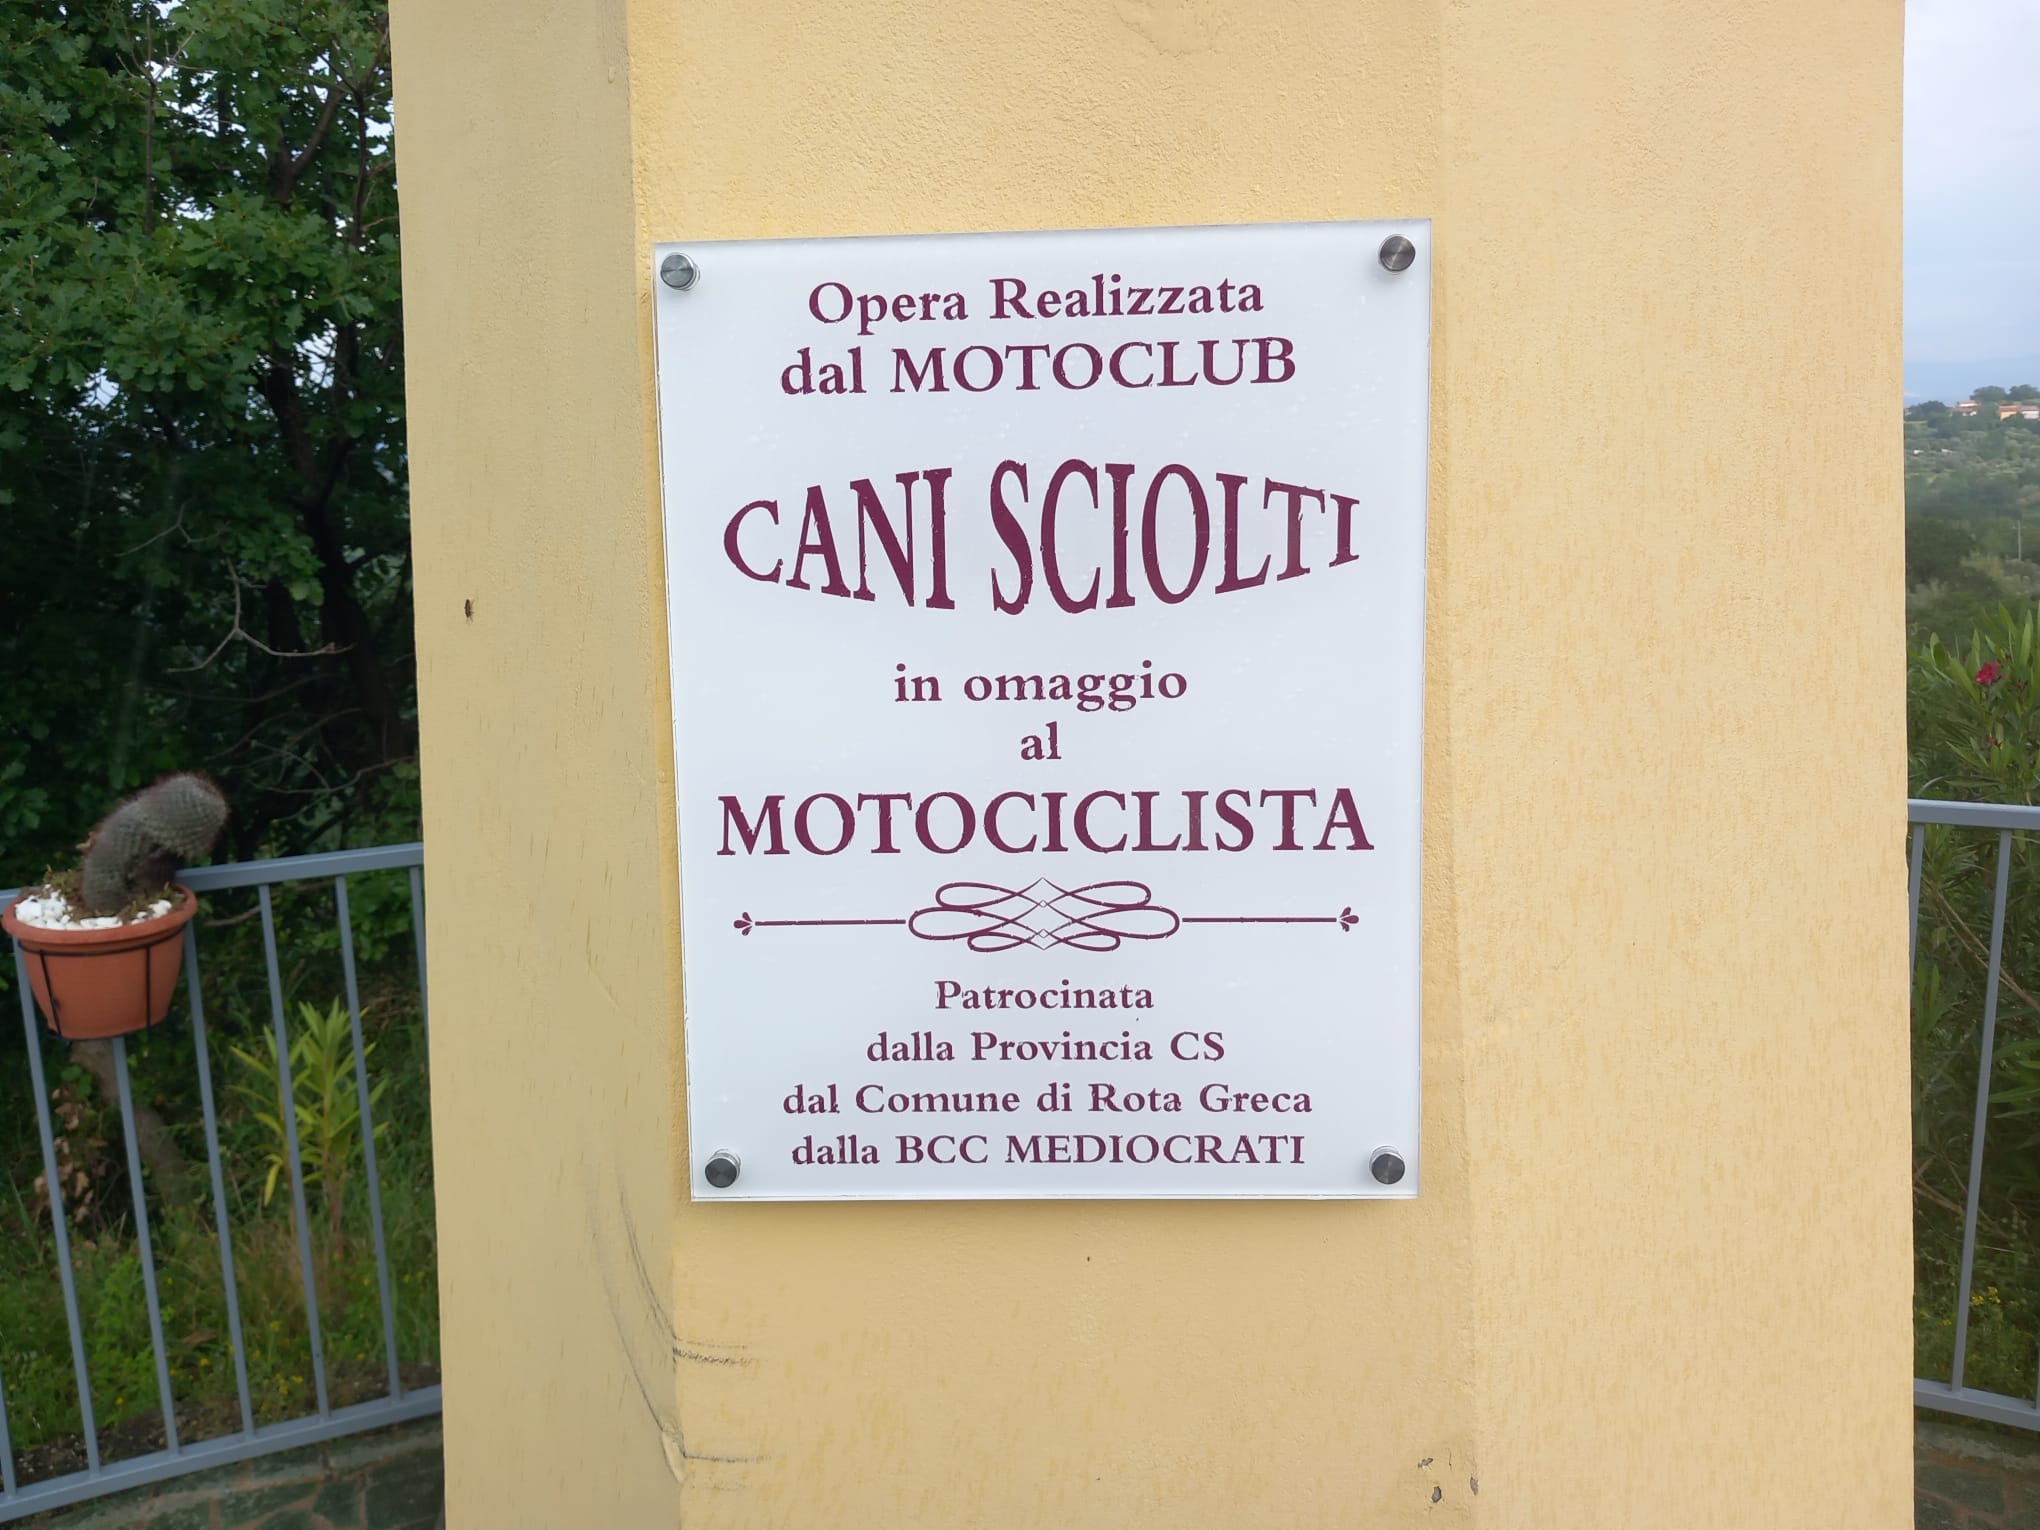 Opera Realizzata
dal MOTOCLUB
CANI SCIOLTI
in omaggio
al
MOTOCICLISTA
Patrocinata
dalla Provincia CS
dal Comune di Rota Greca
dalla BCC MEDIOCRATI